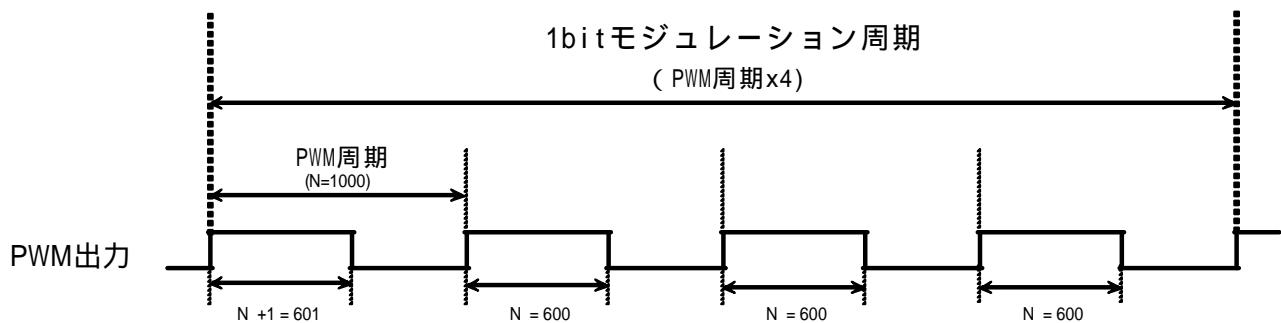 1bitモジュレーション周期
(PWM周期x4)
PWM周期
(N=1000)
PWM出力
N +1 = 601
N = 600
N = 600
N = 600